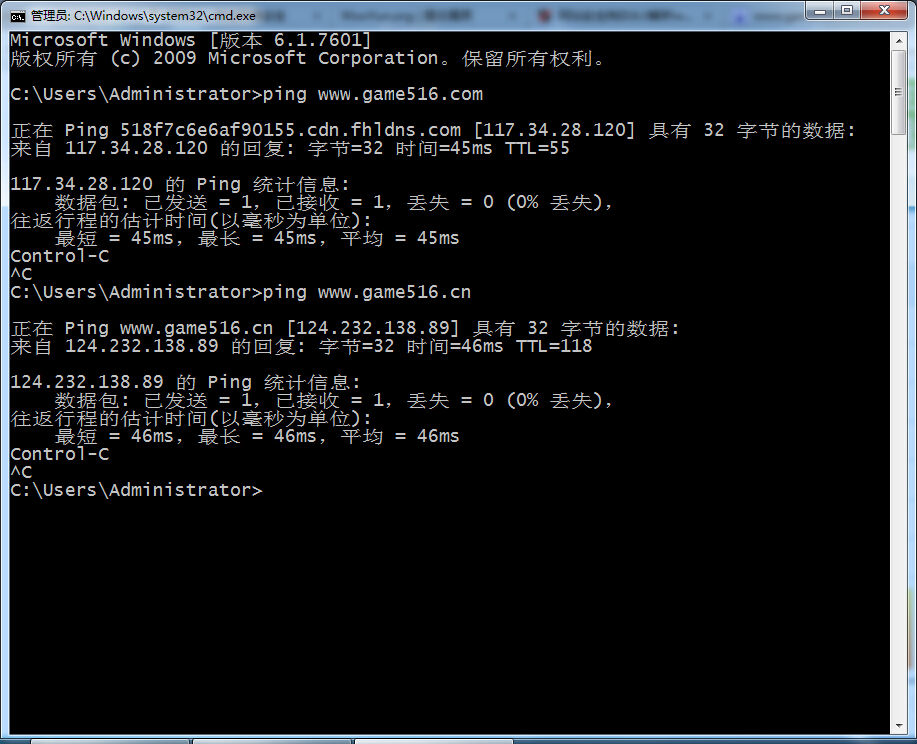 管理员: C:\Windows\system32\cmd.exe
Microsoft Windows [版本 6.1.7601]
版权所有 (c) 2009 Microsoft Corporation。保留所有权利。
C:\Users\Administrator>ping www.game516.com
正在 Ping 518f7c6e6af90155.cdn.fhldns.com [117.34.28.120] 具有 32 字节的数据:
来自 117.34.28.120 的回复: 字节=32 时间=45ms TTL=55
117.34.28.120 的 Ping 统计信息:
数据包: 已发送 = 1，已接收 = 1，丢失 = 0 (0% 丢失)，
往返行程的估计时间(以毫秒为单位):
最短 = 45ms，最长 = 45ms，平均 = 45ms
Control-C
^C
C:\Users\Administrator>ping www.game516.cn
正在 Ping www.game516.cn [124.232.138.89] 具有 32 字节的数据:
来自 124.232.138.89 的回复: 字节=32 时间=46ms TTL=118
124.232.138.89 的 Ping 统计信息:
数据包: 已发送 = 1，已接收 = 1，丢失 = 0 (0% 丢失)，
往返行程的估计时间(以毫秒为单位):
最短 = 46ms，最长 = 46ms，平均 = 46ms
Control-C
^C
C:\Users\Administrator>